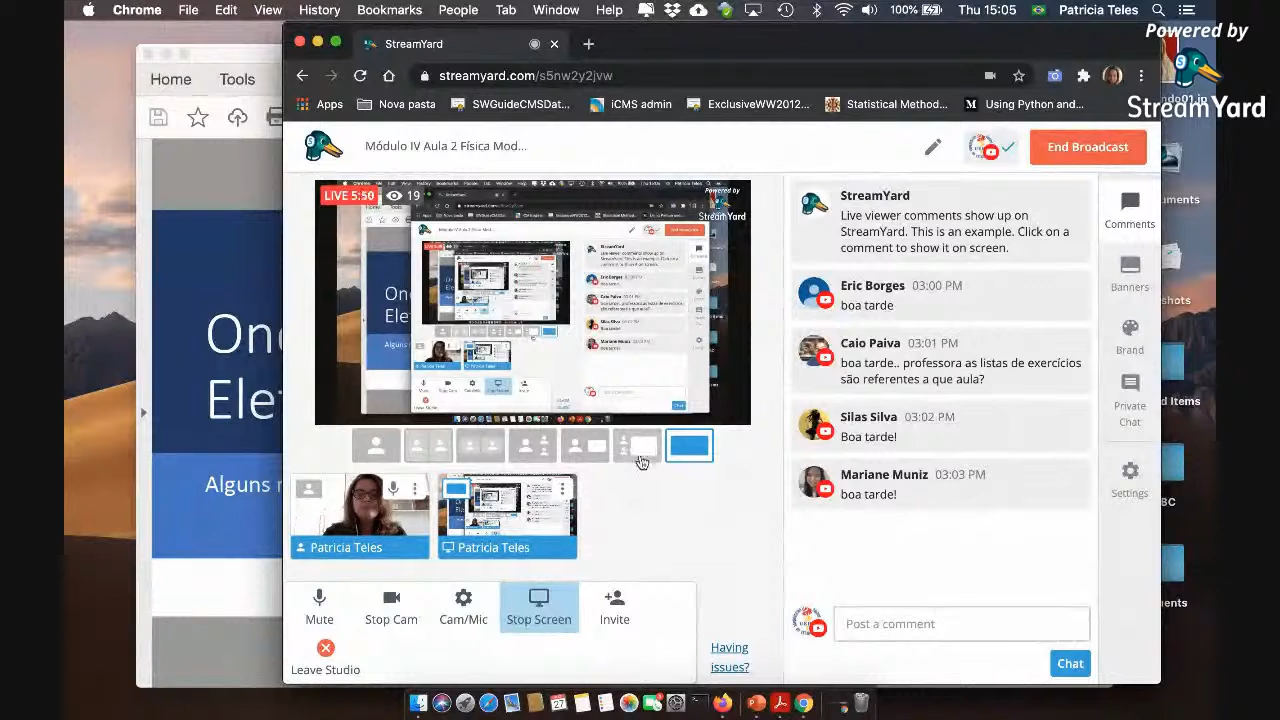 Chrome File Edit View History Bookmarks People Tab Window Help 100% Thu 15:05 Patricia Teles
Powered by
StreamYard
StreamYard
Home Tools
streamyard.com/s5nw2y2jvw
Apps Nova pasta SWGuideCMSDat... iCMS admin ExclusiveWW2012... Statistical Method... Using Python and...
Módulo IV Aula 2 Física Mod...
End Broadcast
LIVE 5:50 19
Powered by
StreamYard
StreamYard
Live viewer comments show up on
StreamYard. This is an example. Click on a
comment to show it on screen.
Eric Borges 03:00 PM
boa tarde
Caio Paiva 03:01 PM
boa tarde.. professora as listas de exercícios
são referentes a que aula?
Silas Silva 03:02 PM
Boa tarde!
Mariane Muniz 03:03 PM
boa tarde!
Comments
Banners
Brand
Private
Chat
Settings
Patricia Teles
Patricia Teles
Mute
Stop Cam
Cam/Mic
Stop Screen
Invite
Leave Studio
Having
issues?
Post a comment
Chat
Alguns